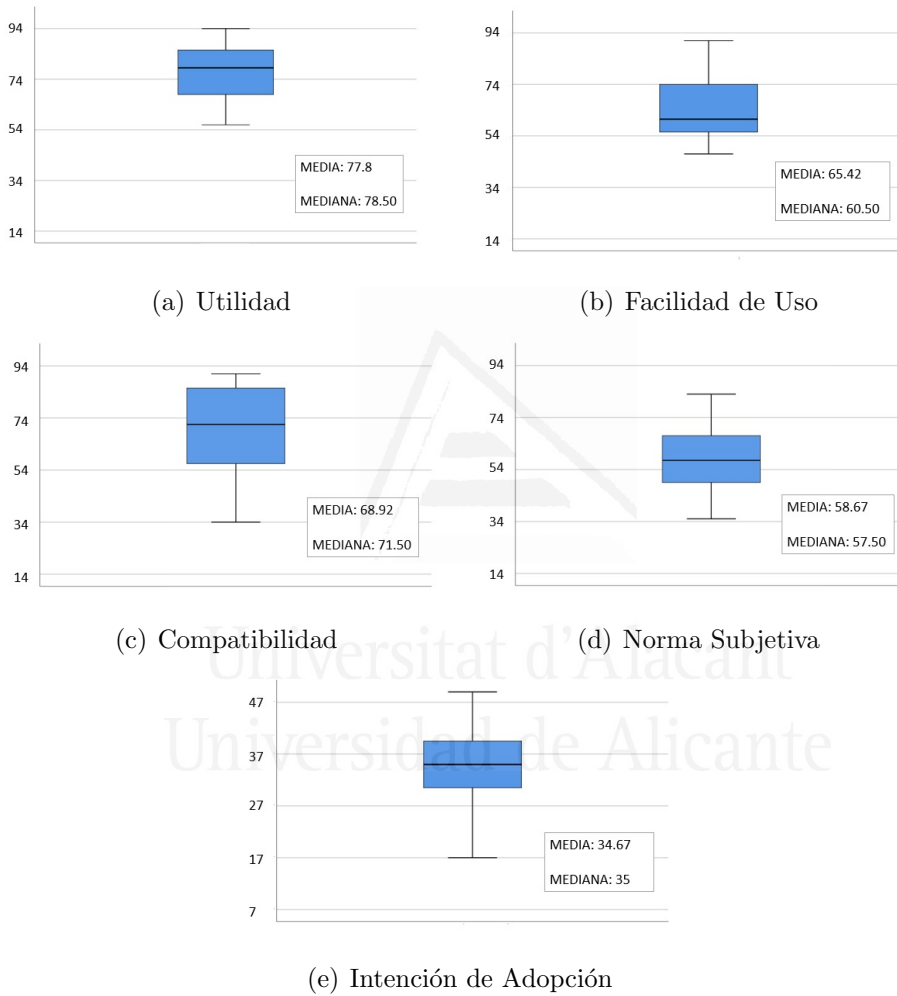 94
74
54
34
14
MEDIA: 77.8
MEDIANA: 78.50
(a) Utilidad
94
74
54
34
14
MEDIA: 65.42
MEDIANA: 60.50
(b) Facilidad de Uso
94
74
54
34
14
MEDIA: 68.92
MEDIANA: 71.50
(c) Compatibilidad
94
74
54
34
14
MEDIA: 58.67
MEDIANA: 57.50
(d) Norma Subjetiva
Universitat d'Alacant
Universidad de Alicante
47
37
27
17
7
MEDIA: 34.67
MEDIANA: 35
(e) Intención de Adopción